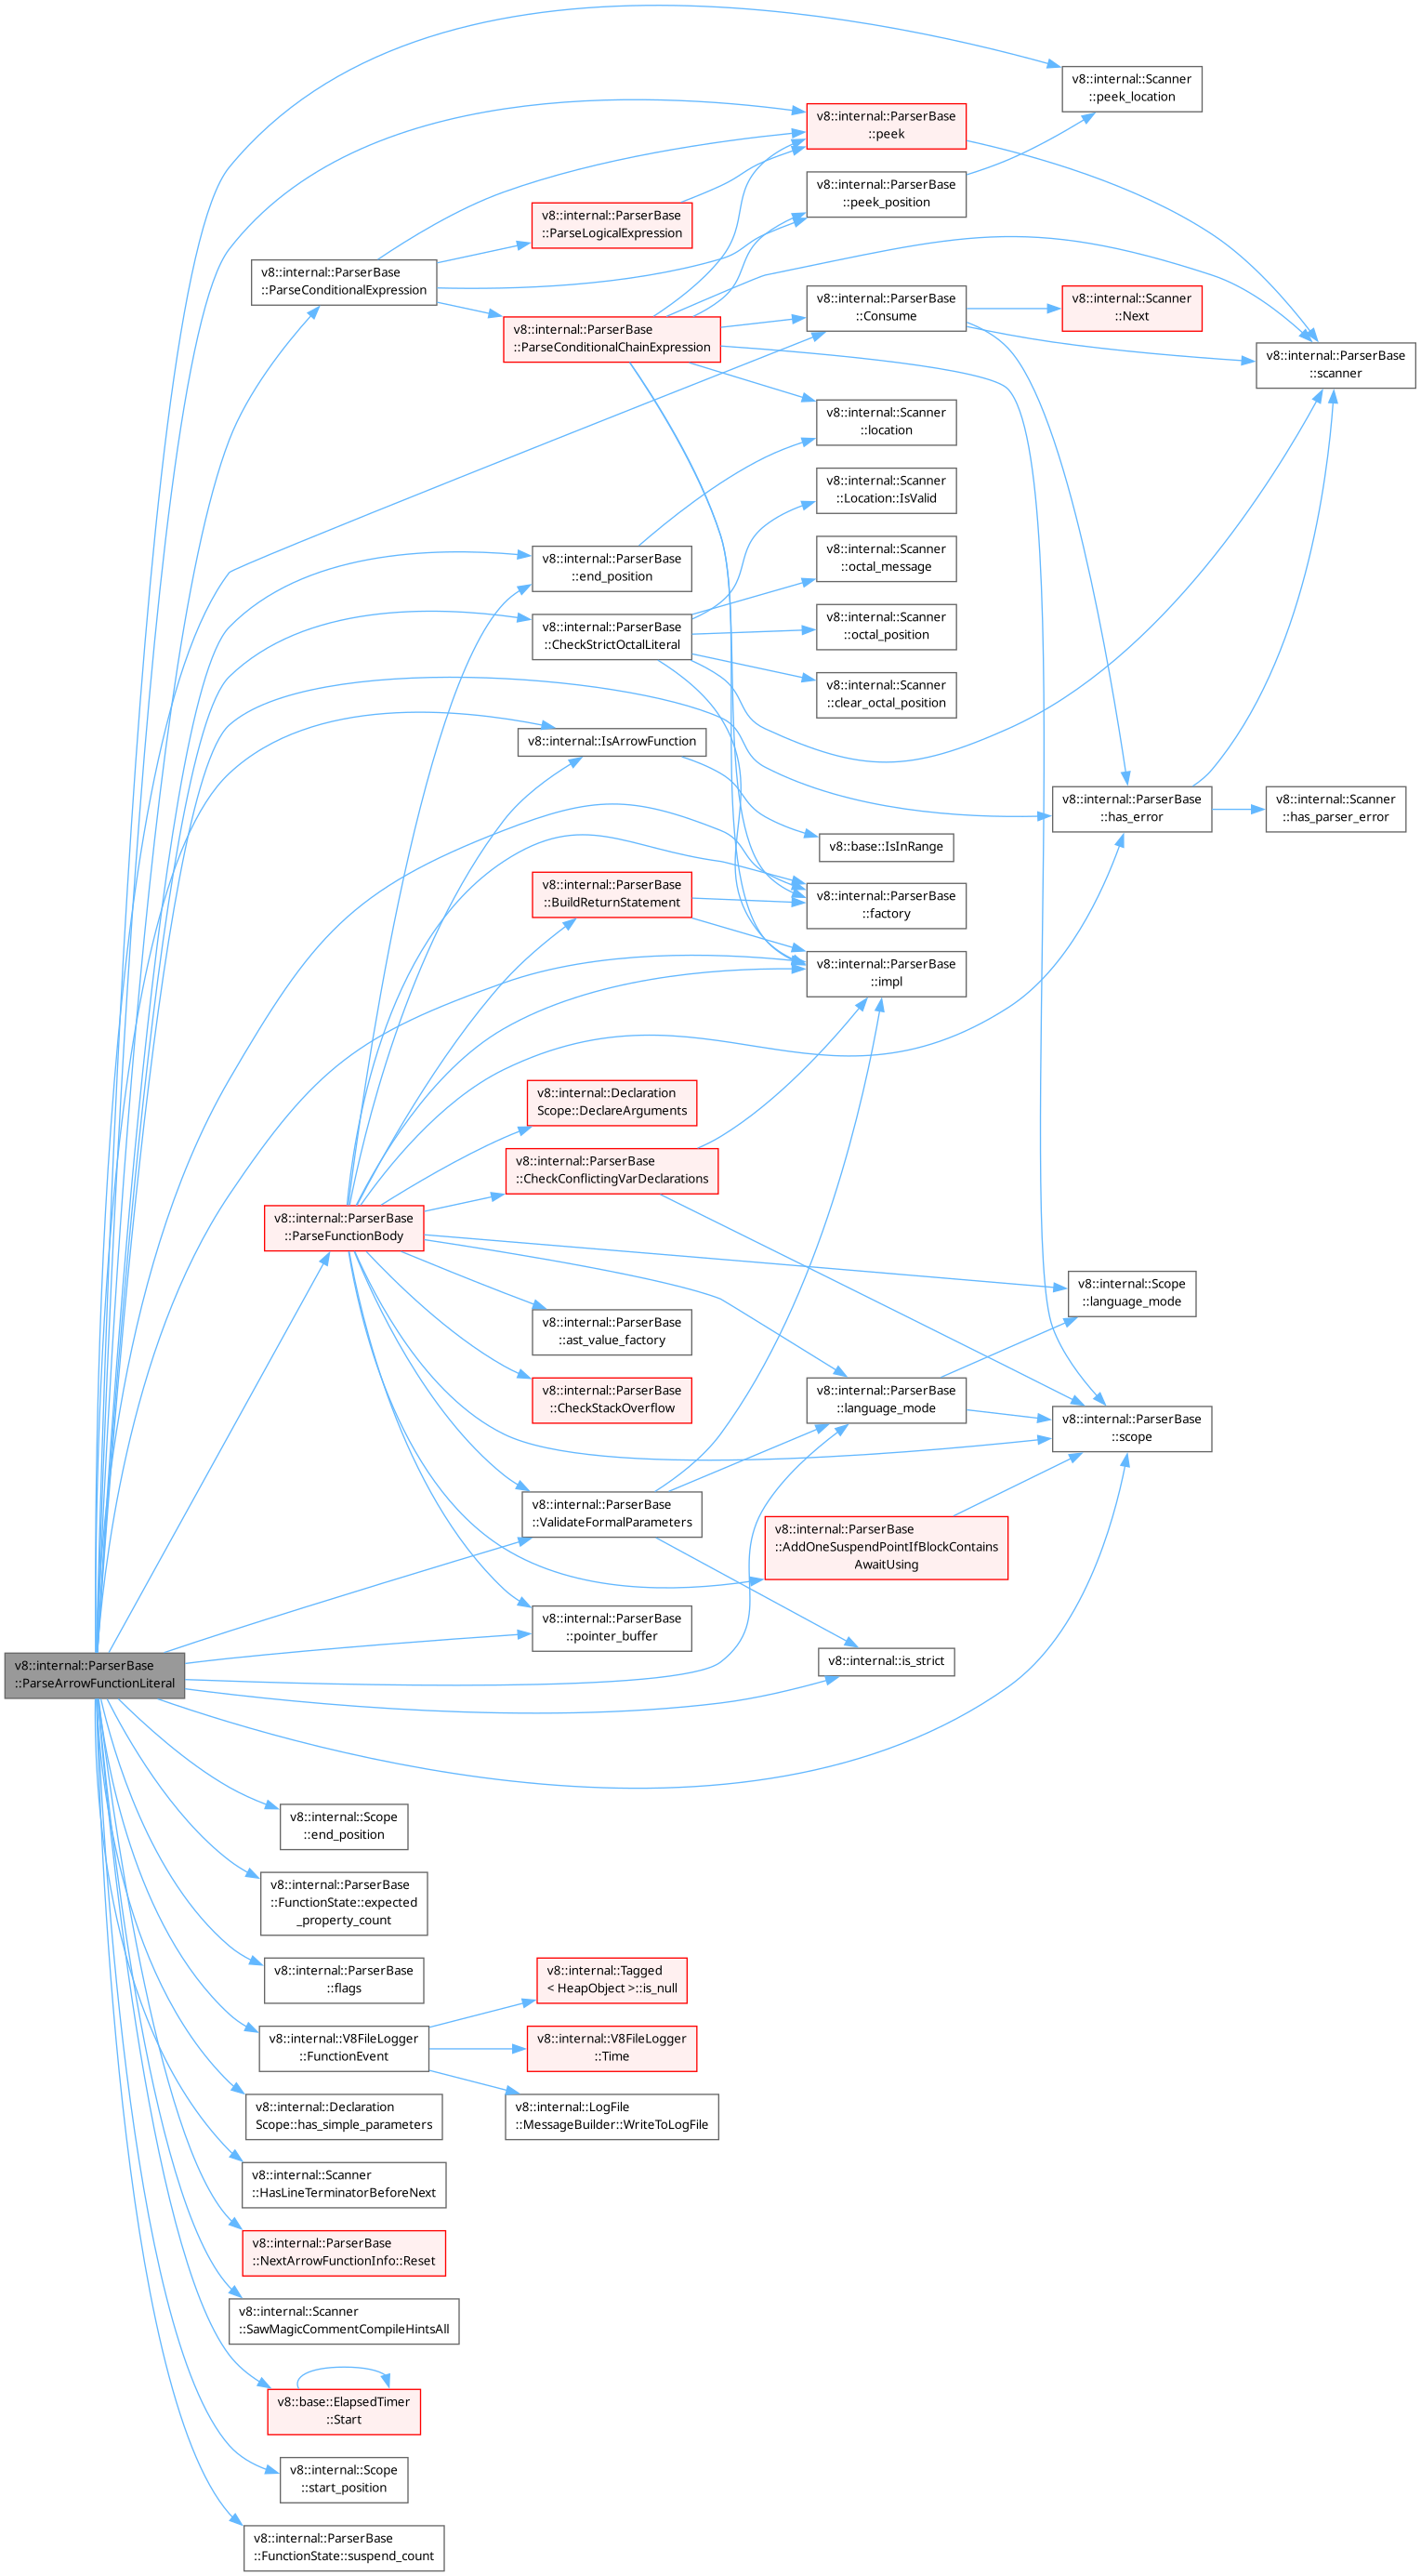 v8::internal::Scanner
::peek_location
v8::internal::ParserBase
::peek
v8::internal::ParserBase
::peek_position
v8::internal::ParserBase
::ParseLogicalExpression
v8::internal::ParserBase
::ParseConditionalExpression
v8::internal::ParserBase
::Consume
v8::internal::Scanner
::Next
v8::internal::ParserBase
::ParseConditionalChainExpression
v8::internal::ParserBase
::scanner
v8::internal::Scanner
::location
v8::internal::Scanner
::Location::IsValid
v8::internal::ParserBase
::end_position
v8::internal::Scanner
::octal_message
v8::internal::ParserBase
::CheckStrictOctalLiteral
v8::internal::Scanner
::octal_position
v8::internal::Scanner
::clear_octal_position
v8::internal::IsArrowFunction
v8::internal::ParserBase
::has_error
v8::internal::Scanner
::has_parser_error
v8::base::IsInRange
v8::internal::ParserBase
::BuildReturnStatement
v8::internal::ParserBase
::factory
v8::internal::ParserBase
::impl
v8::internal::Declaration
Scope::DeclareArguments
v8::internal::ParserBase
::CheckConflictingVarDeclarations
v8::internal::ParserBase
::ParseFunctionBody
v8::internal::Scope
::language_mode
v8::internal::ParserBase
::ast_value_factory
v8::internal::ParserBase
::CheckStackOverflow
v8::internal::ParserBase
::language_mode
v8::internal::ParserBase
::scope
v8::internal::ParserBase
::ValidateFormalParameters
v8::internal::ParserBase
::AddOneSuspendPointIfBlockContains
AwaitUsing
v8::internal::ParserBase
::pointer_buffer
v8::internal::is_strict
v8::internal::ParserBase
::ParseArrowFunctionLiteral
v8::internal::Scope
::end_position
v8::internal::ParserBase
::FunctionState::expected
_property_count
v8::internal::ParserBase
::flags
v8::internal::Tagged
< HeapObject >::is_null
v8::internal::V8FileLogger
::FunctionEvent
v8::internal::V8FileLogger
::Time
v8::internal::LogFile
::MessageBuilder::WriteToLogFile
v8::internal::Declaration
Scope::has_simple_parameters
v8::internal::Scanner
::HasLineTerminatorBeforeNext
v8::internal::ParserBase
::NextArrowFunctionInfo::Reset
v8::internal::Scanner
::SawMagicCommentCompileHintsAll
v8::base::ElapsedTimer
::Start
v8::internal::Scope
::start_position
v8::internal::ParserBase
::FunctionState::suspend_count